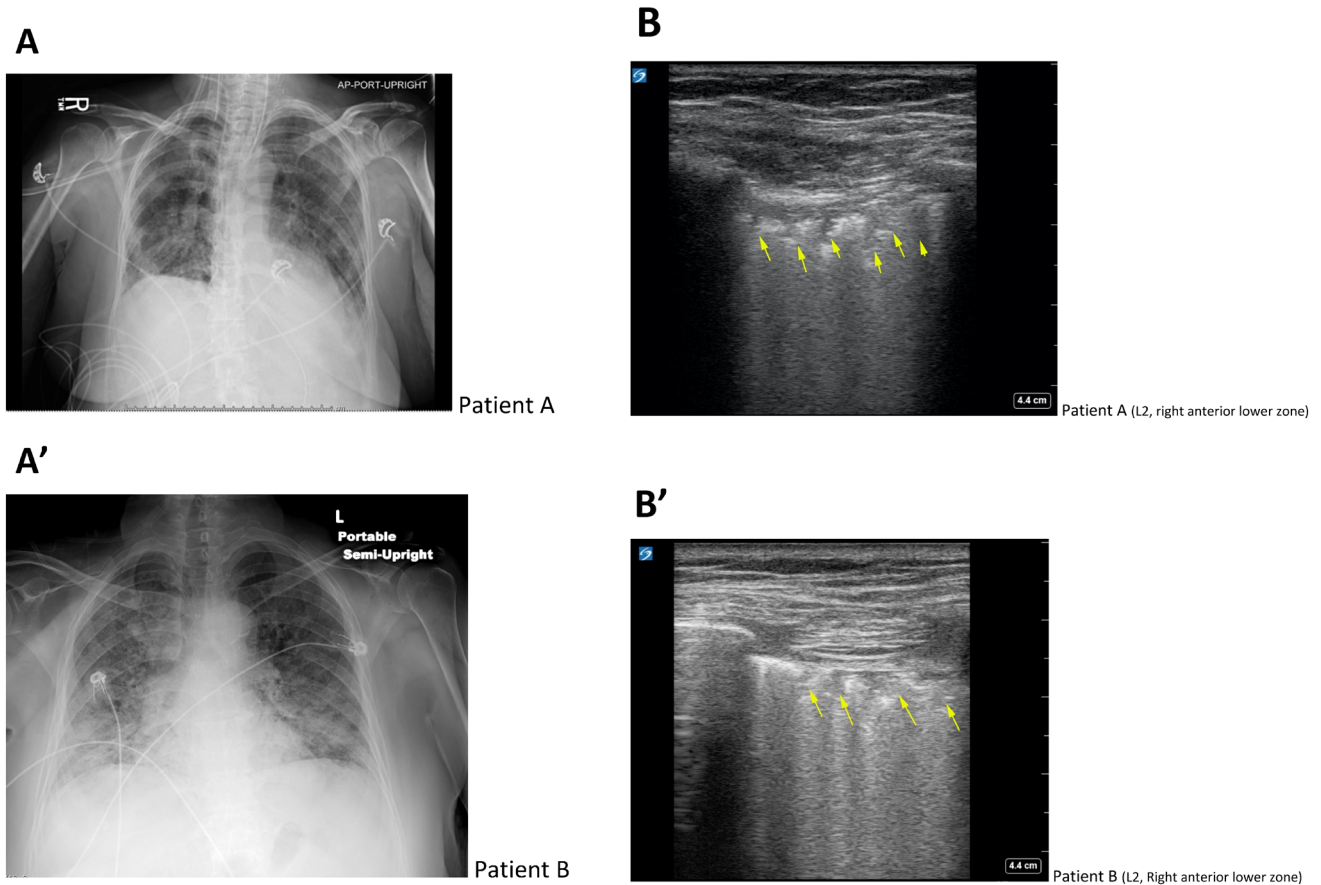 A
B
AP-PORT-UPRIGHT
R
4.4 cm
Patient A
Patient A (L2, right anterior lower zone)
A’
B’
L
Portable
Semi-Upright
4.4 cm
Patient B
Patient B (L2, Right anterior lower zone)